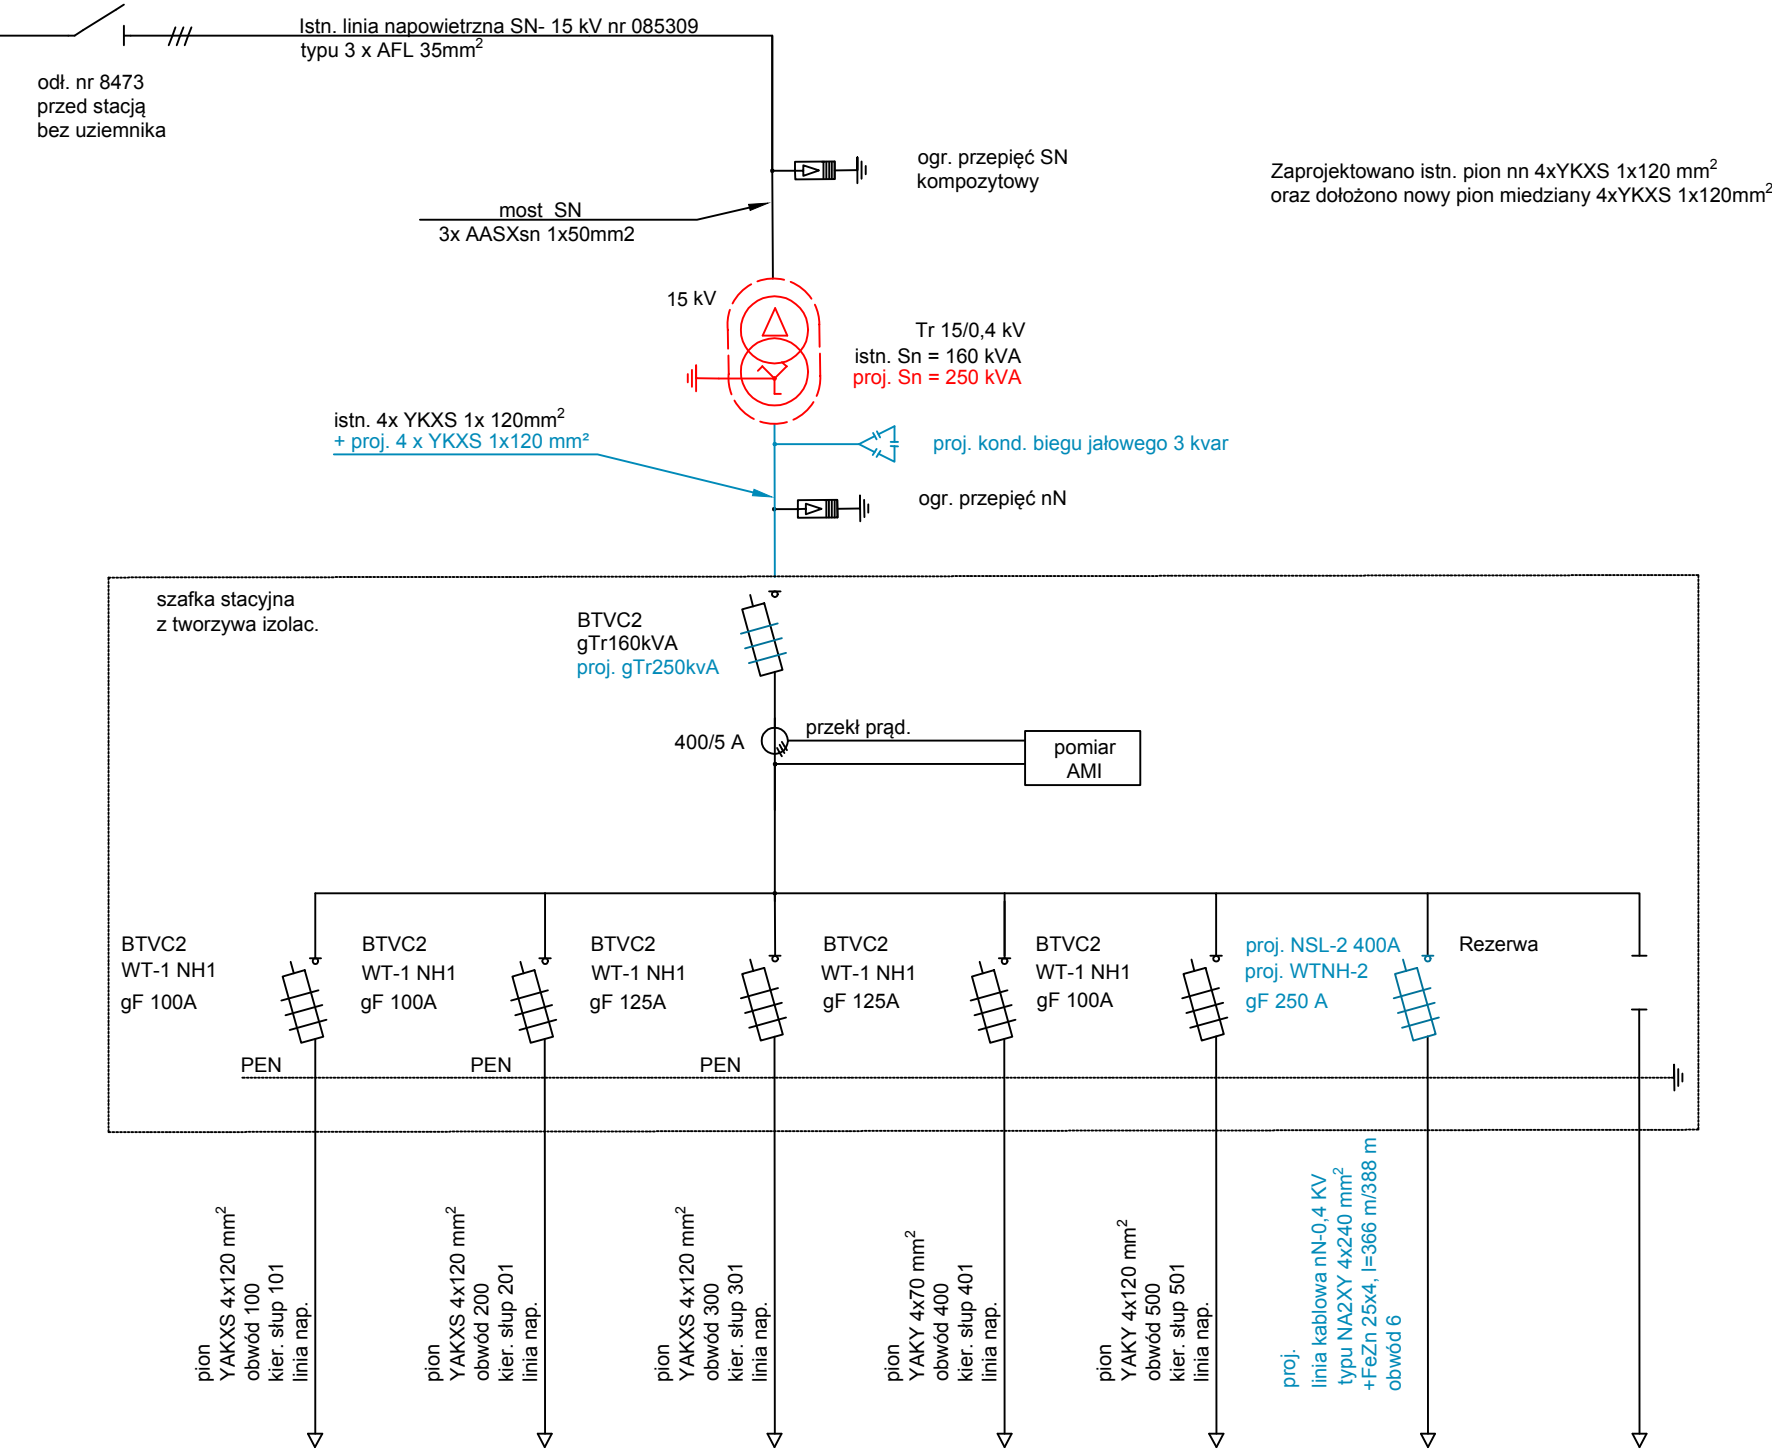 Istn. linia napowietrzna SN- 15 kV nr 085309
typu 3 x AFL 35mm²
odł. nr 8473
przed stacją
bez uziemnika
ogr. przepięć SN
kompozytowy
Zaprojektowano istn. pion nn 4xYKXS 1x120 mm²
oraz dołożono nowy pion miedziany 4xYKXS 1x120mm²
most SN
3x AASXsn 1x50mm2
15 kV
Tr 15/0,4 kV
istn. Sn = 160 kVA
proj. Sn = 250 kVA
istn. 4x YKXS 1x 120mm²
+ proj. 4 x YKXS 1x120 mm²
proj. kond. biegu jałowego 3 kvar
ogr. przepięć nN
szafka stacyjna
z tworzywa izolac.
BTVC2
gTr160kVA
proj. gTr250kvA
400/5 A
przekł prąd.
pomiar
AMI
BTVC2
WT-1 NH1
gF 100A
BTVC2
WT-1 NH1
gF 100A
BTVC2
WT-1 NH1
gF 125A
BTVC2
WT-1 NH1
gF 125A
BTVC2
WT-1 NH1
gF 100A
proj. NSL-2 400A
proj. WTNH-2
gF 250 A
Rezerwa
PEN
PEN
PEN
pion
YAKXS 4x120 mm²
obwód 100
kier. słup 101
linia nap.
pion
YAKXS 4x120 mm²
obwód 200
kier. słup 201
linia nap.
pion
YAKXS 4x120 mm²
obwód 300
kier. słup 301
linia nap.
pion
YAKY 4x70 mm²
obwód 400
kier. słup 401
linia nap.
pion
YAKY 4x120 mm²
obwód 500
kier. słup 501
linia nap.
proj.
linia kablowa nN-0,4 KV
typu NA2XY 4x240 mm²
+FeZn 25x4, l=366 m/388 m
obwód 6